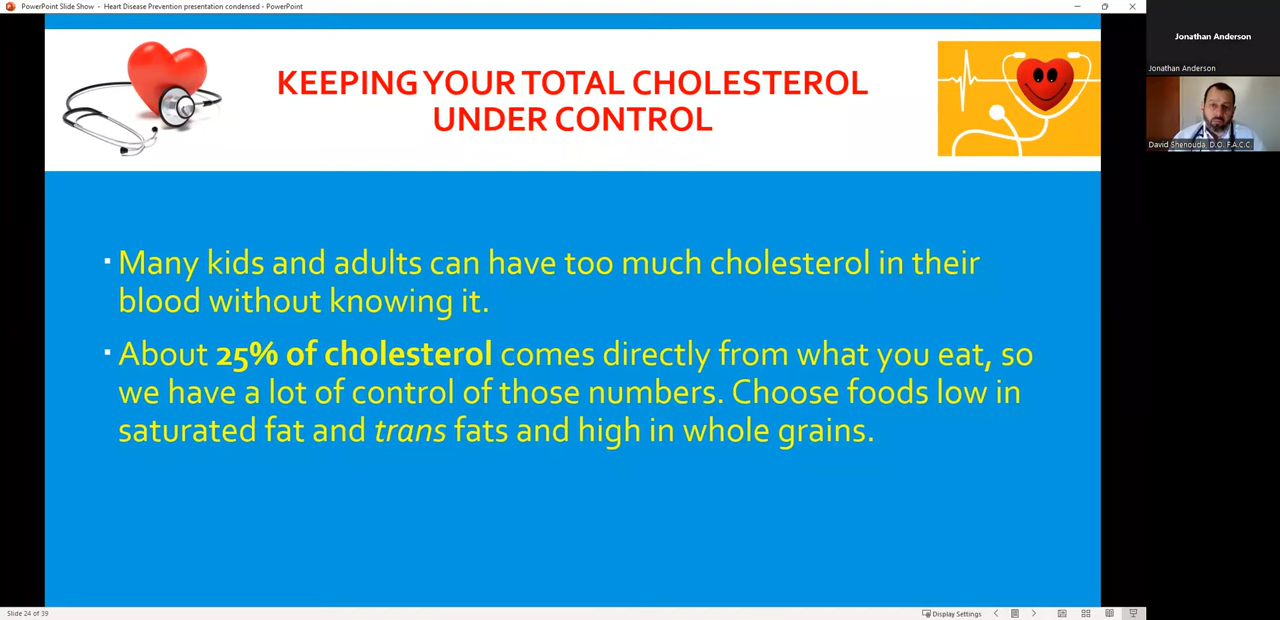 PowerPoint Slide Show - Heart Disease Prevention presentation condensed - PowerPoint
Jonathan Anderson
Jonathan Anderson
David Shenouda, D.O. F.A.C.C.
KEEPING YOUR TOTAL CHOLESTEROL
UNDER CONTROL
▪ Many kids and adults can have too much cholesterol in their
blood without knowing it.
▪ About 25% of cholesterol comes directly from what you eat, so
we have a lot of control of those numbers. Choose foods low in
saturated fat and trans fats and high in whole grains.
Slide 24 of 39
Display Settings